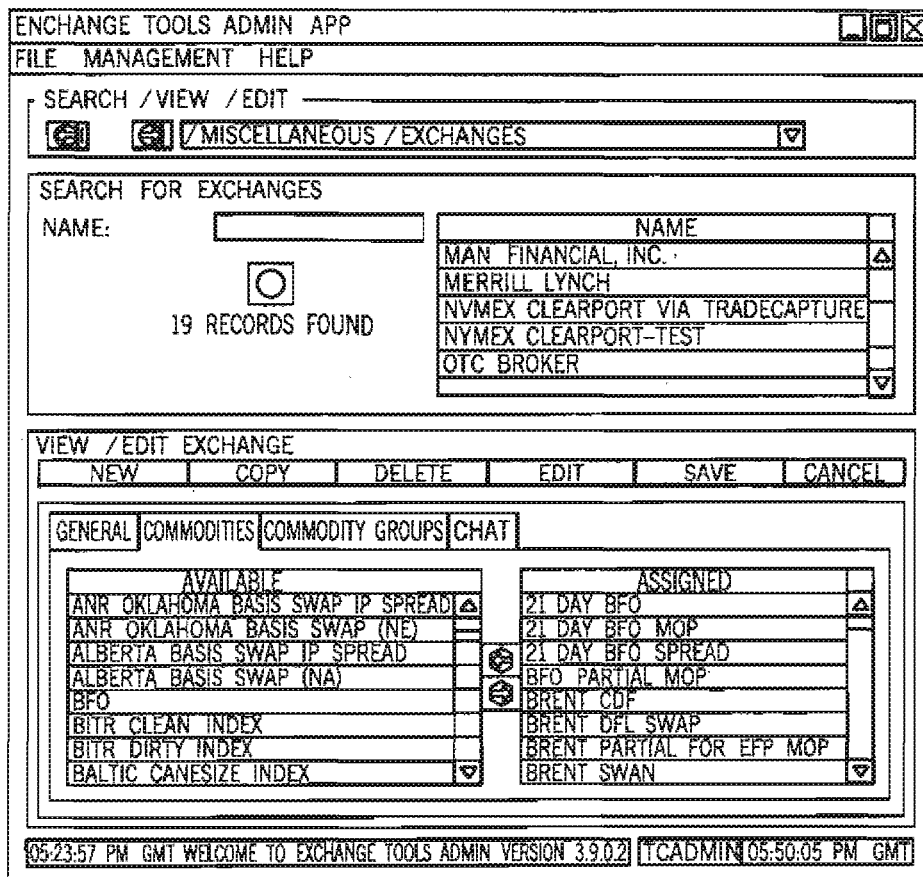 ENCHANGE TOOLS ADMIN APP
FILE MANAGEMENT HELP
SEARCH / VIEW / EDIT
/ MISCELLANEOUS / EXCHANGES
SEARCH FOR EXCHANGES
NAME:
19 RECORDS FOUND
NAME
MAN FINANCIAL, INC.
MERRILL LYNCH
NVMEX CLEARPORT VIA TRADECAPTURE
NYMEX CLEARPORT-TEST
OTC BROKER
VIEW / EDIT EXCHANGE
NEW COPY DELETE EDIT SAVE CANCEL
GENERAL COMMODITIES COMMODITY GROUPS CHAT
AVAILABLE
ANR OKLAHOMA BASIS SWAP IP SPREAD
ANR OKLAHOMA BASIS SWAP (NE)
ALBERTA BASIS SWAP IP SPREAD
ALBERTA BASIS SWAP (NA)
BFO
BITR CLEAN INDEX
BITR DIRTY INDEX
BALTIC CANESIZE INDEX
ASSIGNED
21 DAY BFO
21 DAY BFO MOP
21 DAY BFO SPREAD
BFO PARTIAL MOP
BRENT CDF
BRENT DFL SWAP
BRENT PARTIAL FOR EFP MOP
BRENT SWAN
05:23:57 PM GMT WELCOME TO EXCHANGE TOOLS ADMIN VERSION 3.9.0.2 TCADMIN 05:50:05 PM GMT